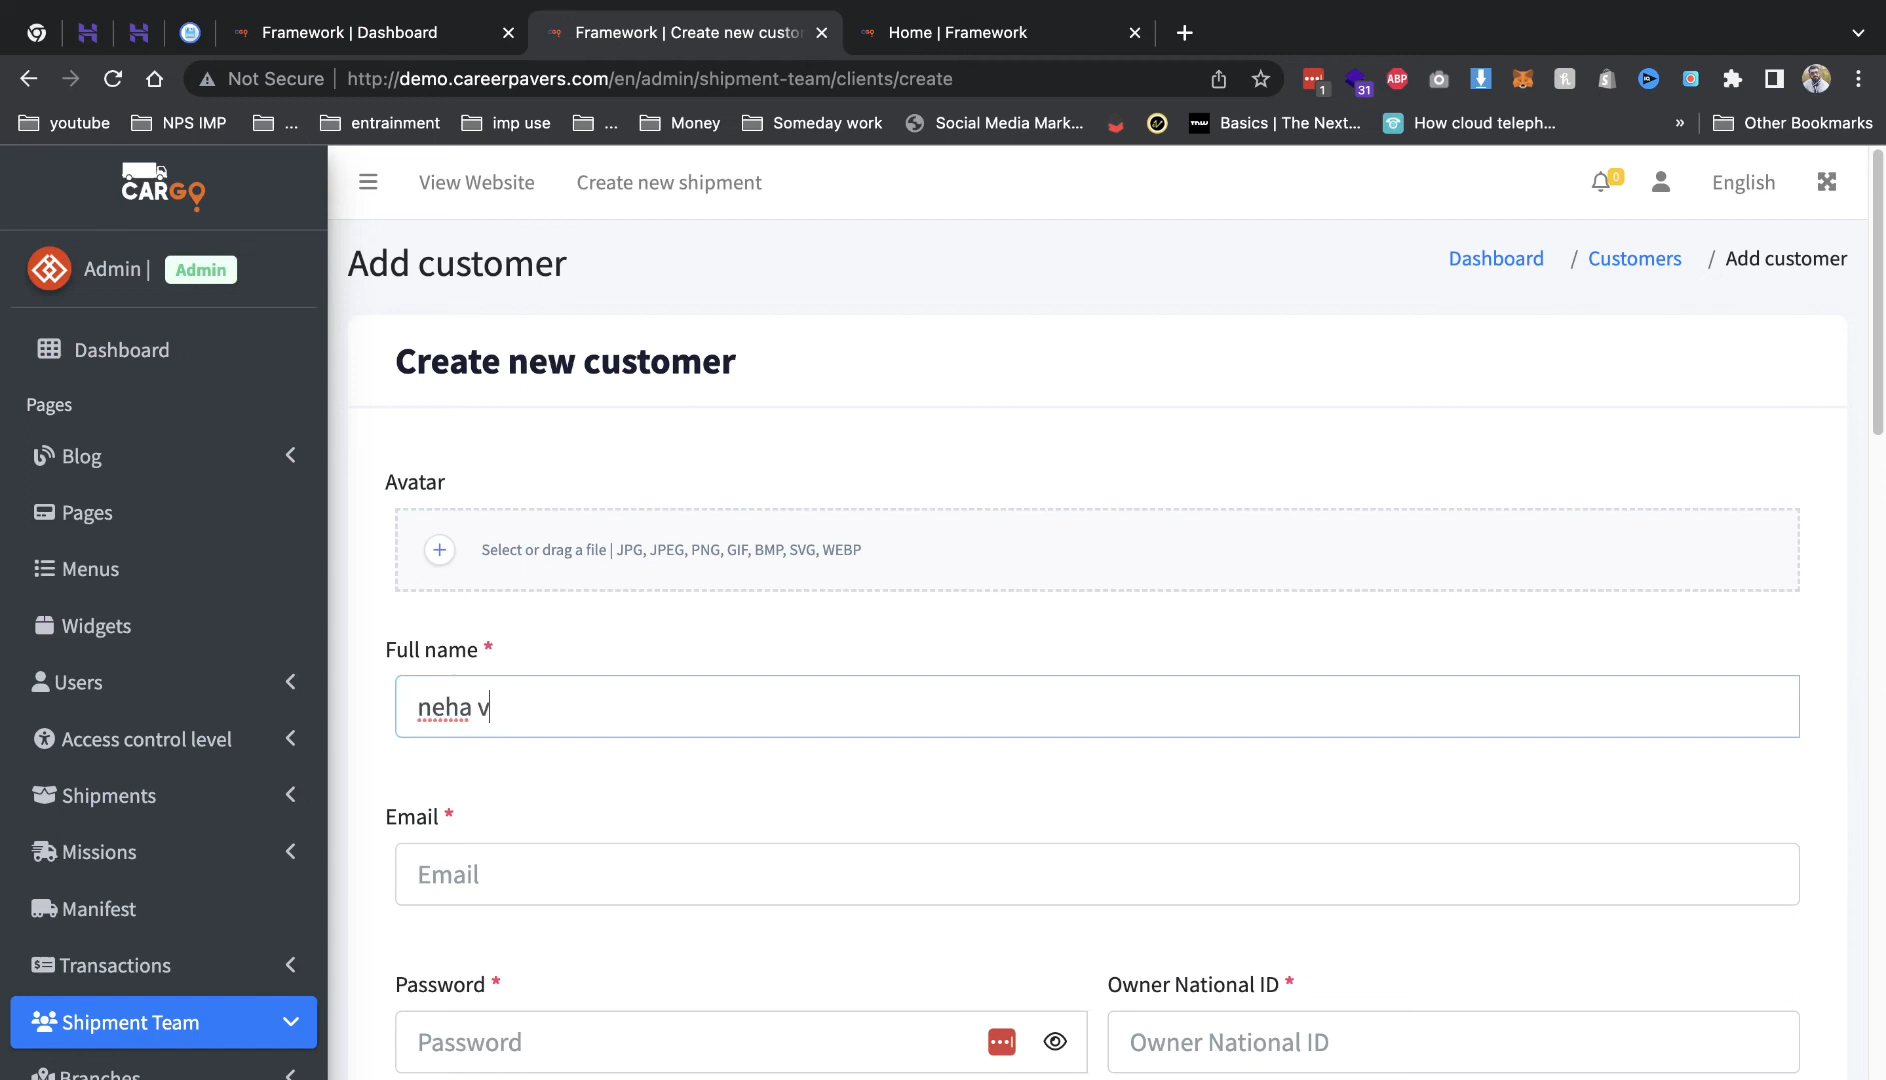 Framework | Dashboard
Framework | Create new custo
Home | Framework
Not Secure | http://demo.careerpavers.com/en/admin/shipment-team/clients/create
1
31
ABP
youtube
NPS IMP
...
entrainment
imp use
...
Money
Someday work
Social Media Mark...
Basics | The Next...
How cloud teleph...
»
Other Bookmarks
CARGO
View Website
Create new shipment
0
English
Admin |
Admin
Add customer
Dashboard / Customers / Add customer
Dashboard
Pages
Blog
Pages
Menus
Widgets
Users
Access control level
Shipments
Missions
Manifest
Transactions
Shipment Team
Branches
Create new customer
Avatar
Select or drag a file | JPG, JPEG, PNG, GIF, BMP, SVG, WEBP
Full name *
neha v
Email *
Email
Password *
Owner National ID *
Password
Owner National ID